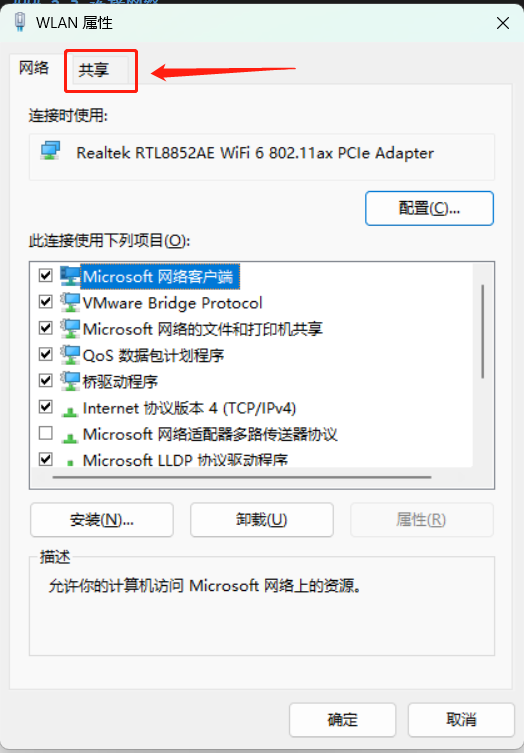 WLAN 属性
网络
共享
连接时使用:
Realtek RTL8852AE WiFi 6 802.11ax PCIe Adapter
配置(C)...
此连接使用下列项目(O):
Microsoft 网络客户端
VMware Bridge Protocol
Microsoft 网络的文件和打印机共享
QoS 数据包计划程序
桥驱动程序
Internet 协议版本 4 (TCP/IPv4)
Microsoft 网络适配器多路传送器协议
Microsoft LLDP 协议驱动程序
安装(N)...
卸载(U)
属性(R)
描述
允许你的计算机访问 Microsoft 网络上的资源。
确定
取消